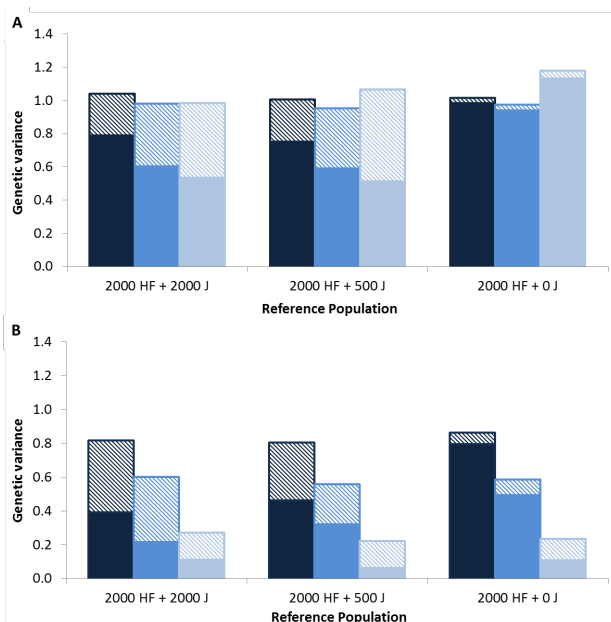 A
Genetic variance
1.4
1.2
1.0
0.8
0.6
0.4
0.2
0.0
2000 HF + 2000 J 2000 HF + 500 J 2000 HF + 0 J
Reference Population
B
Genetic variance
1.4
1.2
1.0
0.8
0.6
0.4
0.2
0.0
2000 HF + 2000 J 2000 HF + 500 J 2000 HF + 0 J
Reference Population